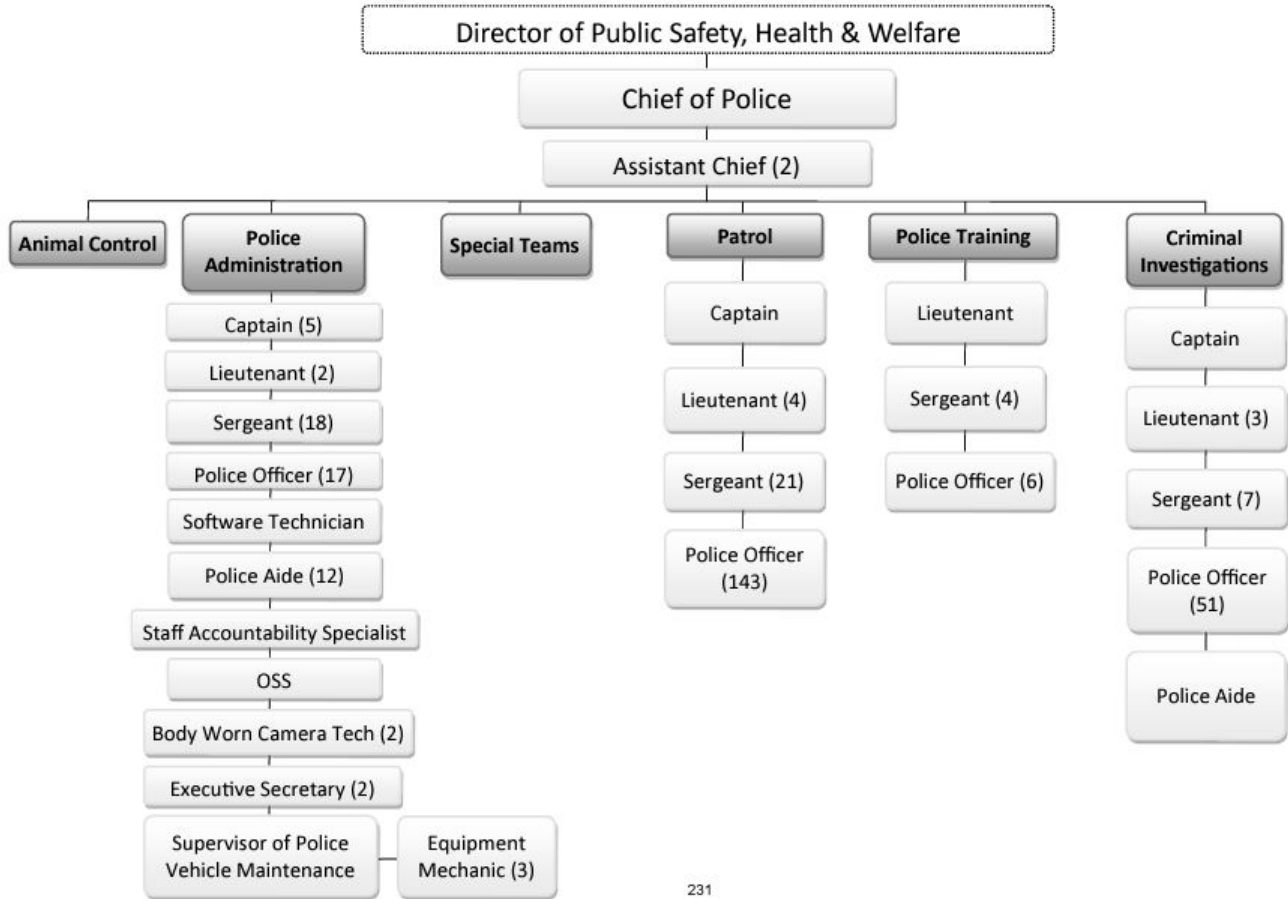 Director of Public Safety, Health & Welfare
Chief of Police
Assistant Chief (2)
Animal Control
Police
Administration
Captain (5)
Lieutenant (2)
Sergeant (18)
Police Officer (17)
Software Technician
Police Aide (12)
Staff Accountability Specialist
OSS
Body Worn Camera Tech (2)
Executive Secretary (2)
Supervisor of Police
Vehicle Maintenance
Equipment
Mechanic (3)
Special Teams
Patrol
Captain
Lieutenant (4)
Sergeant (21)
Police Officer
(143)
Police Training
Lieutenant
Sergeant (4)
Police Officer (6)
Criminal
Investigations
Captain
Lieutenant (3)
Sergeant (7)
Police Officer
(51)
Police Aide
231